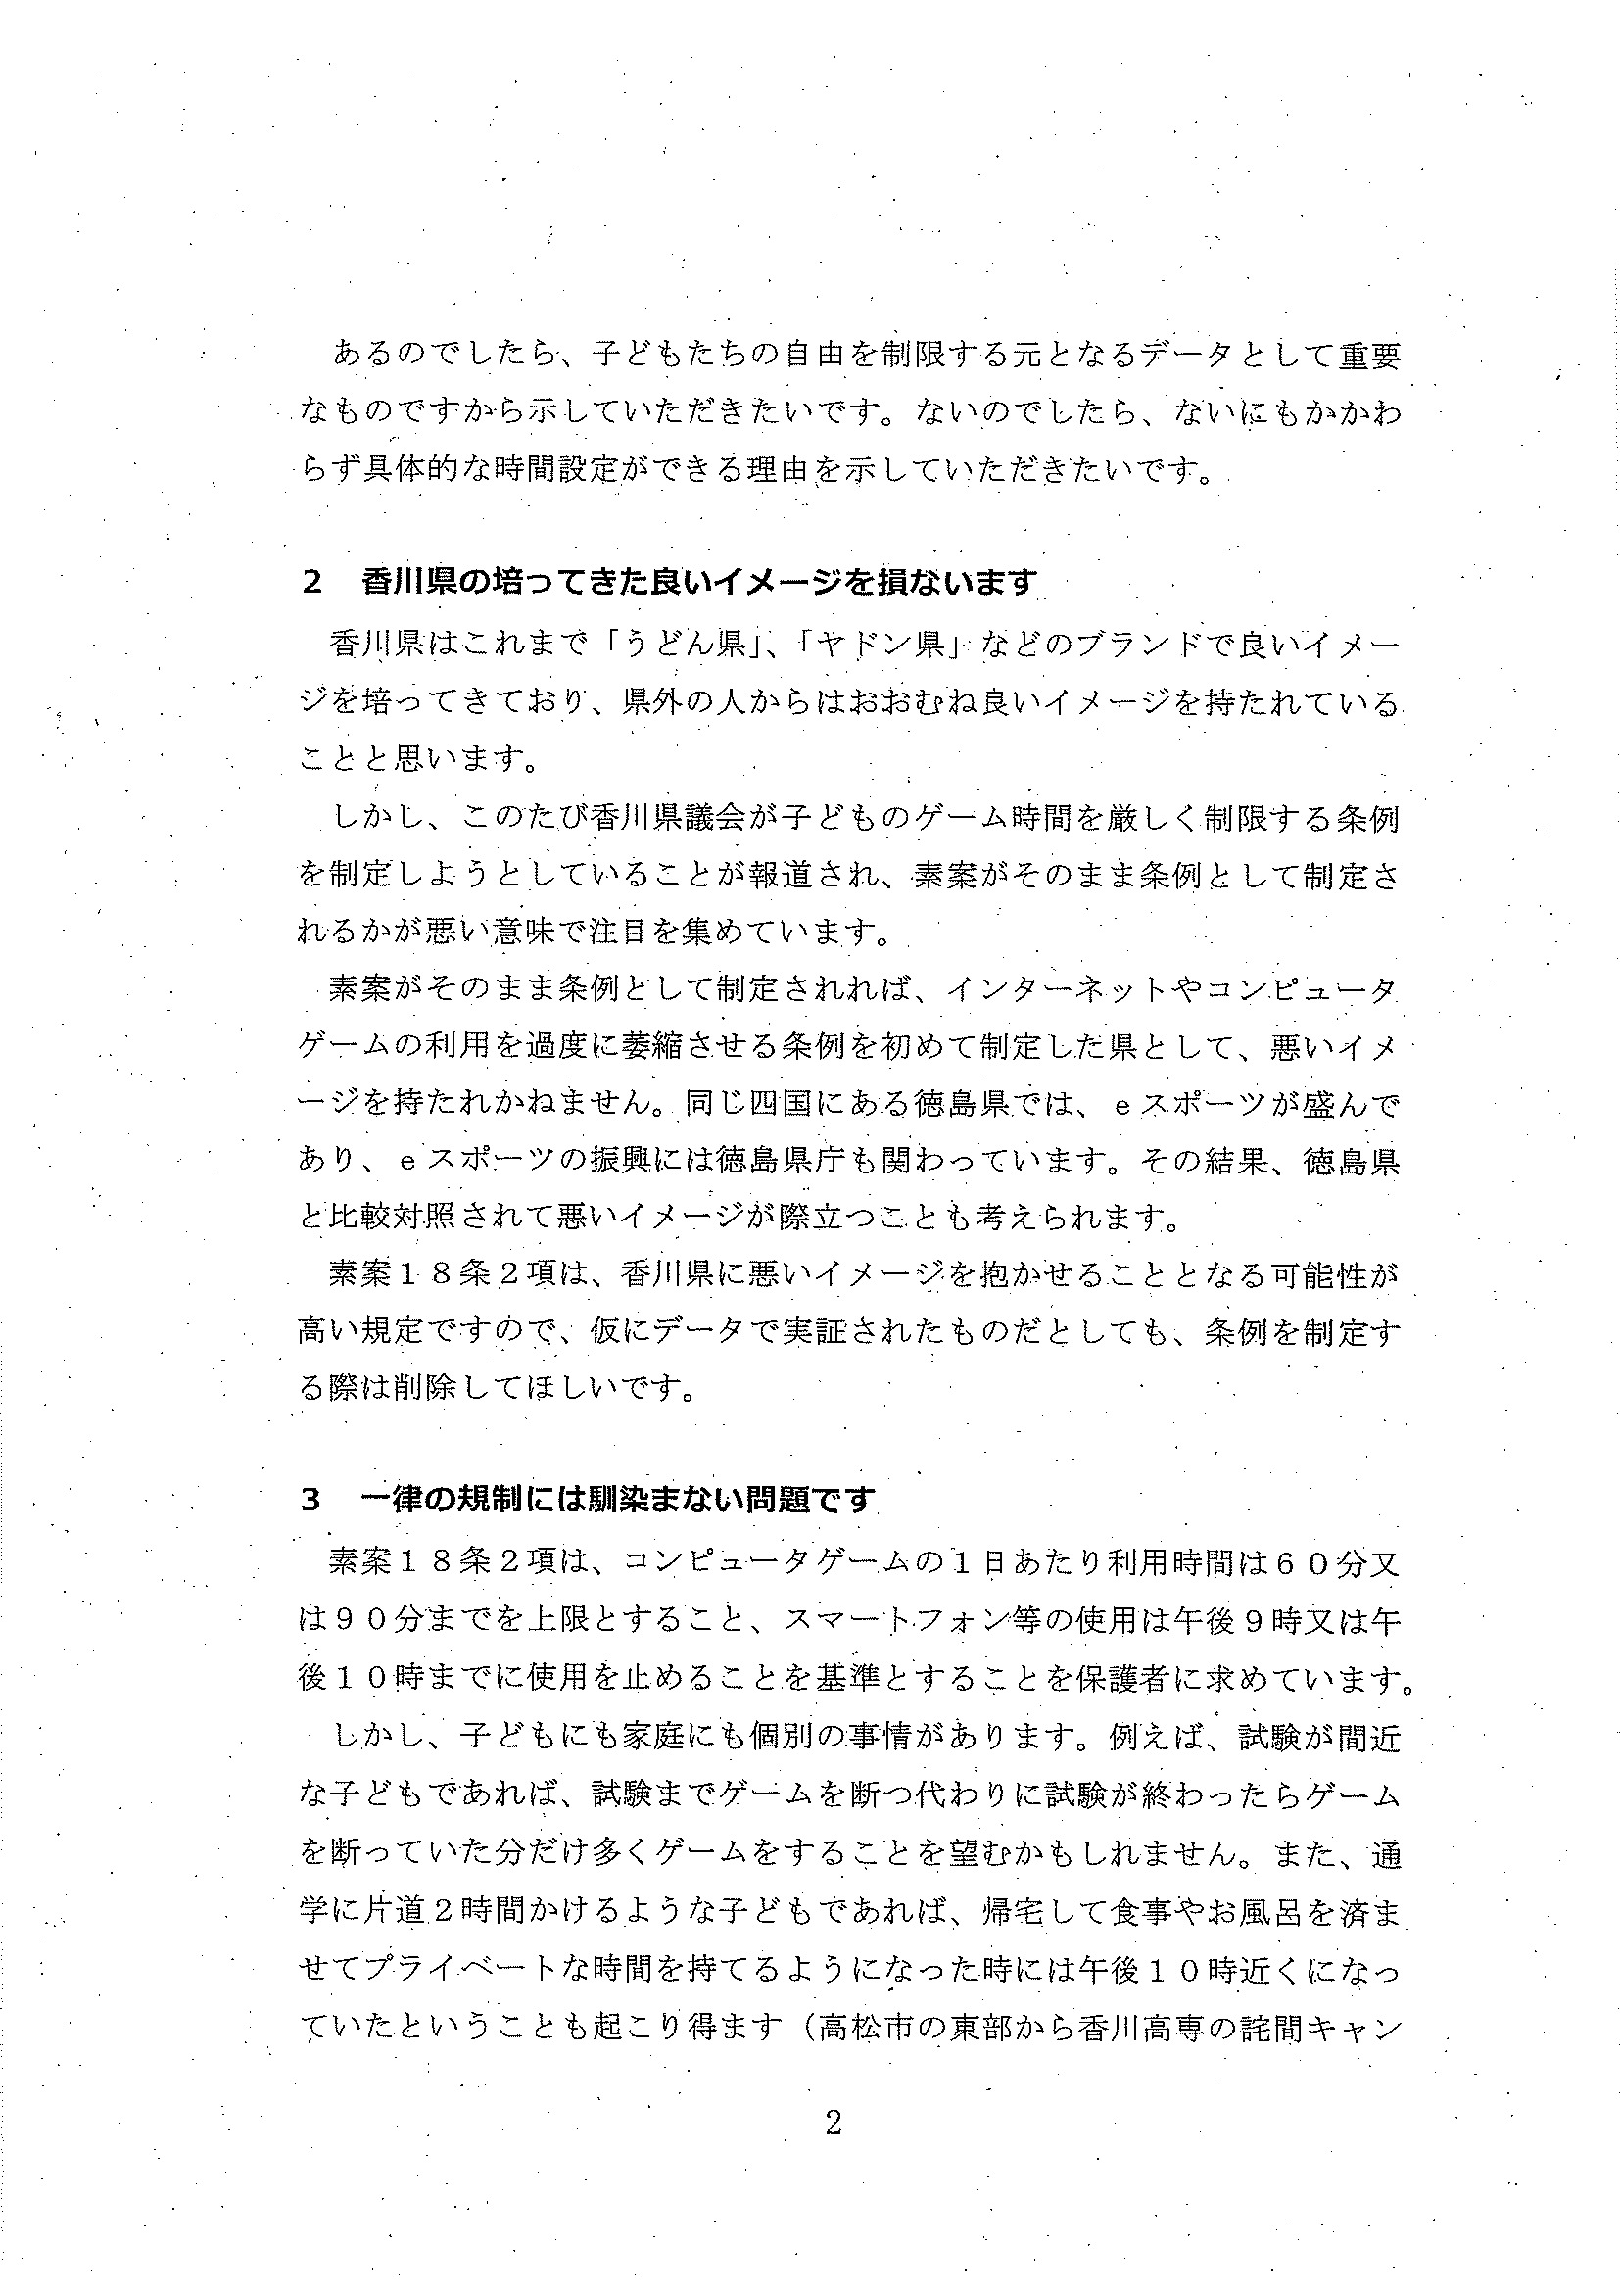 あるのでしたら、子どもたちの自由を制限する元となるデータとして重要
なものですから示していただきたいです。ないのでしたら、ないにもかかわ
らず具体的な時間設定ができる理由を示していただきたいです。
２　香川県の培ってきた良いイメージを損ないます
香川県はこれまで「うどん県」、「ヤドン県」などのブランドで良いイメー
ジを培ってきており、県外の人からはおおむね良いイメージを持たれている
ことと思います。
しかし、このたび香川県議会が子どものゲーム時間を厳しく制限する条例
を制定しようとしていることが報道され、素案がそのまま条例として制定さ
れるかが悪い意味で注目を集めています。
素案がそのまま条例として制定されれば、インターネットやコンピュータ
ゲームの利用を過度に萎縮させる条例を初めて制定した県として、悪いイメ
ージを持たれかねません。同じ四国にある徳島県では、ｅスポーツが盛んで
あり、ｅスポーツの振興には徳島県庁も関わっています。その結果、徳島県
と比較対照されて悪いイメージが際立つことも考えられます。
素案１８条２項は、香川県に悪いイメージを抱かせることとなる可能性が
高い規定ですので、仮にデータで実証されたものだとしても、条例を制定す
る際は削除してほしいです。
３　一律の規制には馴染まない問題です
素案１８条２項は、コンピュータゲームの１日あたり利用時間は６０分又
は９０分までを上限とすること、スマートフォン等の使用は午後９時又は午
後１０時までに使用を止めることを基準とすることを保護者に求めています。
しかし、子どもにも家庭にも個別の事情があります。例えば、試験が間近
な子どもであれば、試験までゲームを断つ代わりに試験が終わったらゲーム
を断っていた分だけ多くゲームをすることを望むかもしれません。また、通
学に片道２時間かけるような子どもであれば、帰宅して食事やお風呂を済ま
せてプライベートな時間を持てるようになった時には午後１０時近くになっ
ていたということも起こり得ます（高松市の東部から香川高専の詫間キャン
2